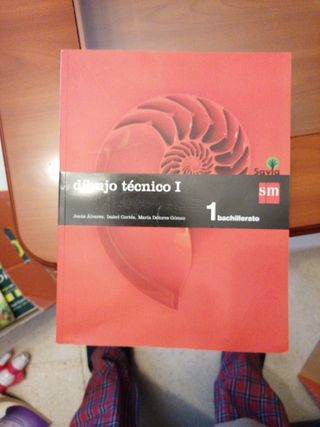 Savia
sm
dibujo técnico I
Jesús Álvarez, Isabel Cortés, María Dolores Gómez
1 bachillerato